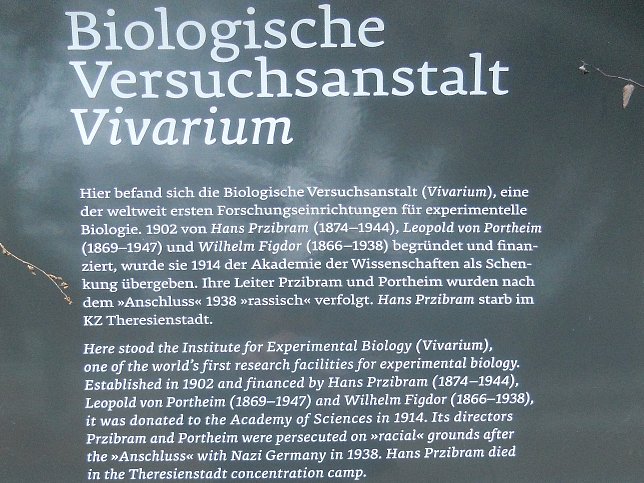 Biologische
Versuchsanstalt
Vivarium
Hier befand sich die Biologische Versuchsanstalt (Vivarium), eine
der weltweit ersten Forschungseinrichtungen für experimentelle
Biologie. 1902 von Hans Przibram (1874–1944), Leopold von Portheim
(1869–1947) und Wilhelm Figdor (1866–1938) begründet und finan-
ziert, wurde sie 1914 der Akademie der Wissenschaften als Schen-
kung übergeben. Ihre Leiter Przibram und Portheim wurden nach
dem »Anschluss« 1938 »rassisch« verfolgt. Hans Przibram starb im
KZ Theresienstadt.
Here stood the Institute for Experimental Biology (Vivarium),
one of the world's first research facilities for experimental biology.
Established in 1902 and financed by Hans Przibram (1874–1944),
Leopold von Portheim (1869–1947) and Wilhelm Figdor (1866–1938),
it was donated to the Academy of Sciences in 1914. Its directors
Przibram and Portheim were persecuted on »racial« grounds after
the »Anschluss« with Nazi Germany in 1938. Hans Przibram died
in the Theresienstadt concentration camp.